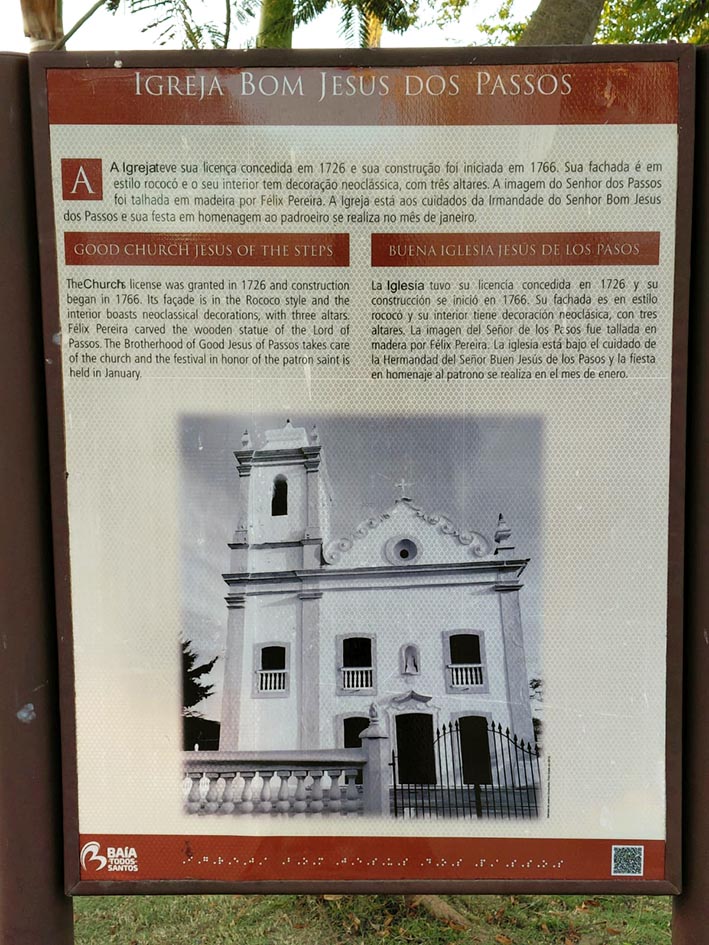 IGREJA BOM JESUS DOS PASSOS
A
A Igrejateve sua licença concedida em 1726 e sua construção foi iniciada em 1766. Sua fachada é em
estilo rococó e o seu interior tem decoração neoclássica, com três altares. A imagem do Senhor dos Passos
foi talhada em madeira por Félix Pereira. A Igreja está aos cuidados da Irmandade do Senhor Bom Jesus
dos Passos e sua festa em homenagem ao padroeiro se realiza no mês de janeiro.
GOOD CHURCH JESUS OF THE STEPS
TheChurch's license was granted in 1726 and construction
began in 1766. Its façade is in the Rococo style and the
interior boasts neoclassical decorations, with three altars.
Félix Pereira carved the wooden statue of the Lord of
Passos. The Brotherhood of Good Jesus of Passos takes care
of the church and the festival in honor of the patron saint is
held in January.
BUENA IGLESIA JESÚS DE LOS PASOS
La Iglesia tuvo su licencia concedida en 1726 y su
construcción se inició en 1766. Su fachada es en estilo
rococó y su interior tiene decoración neoclásica, con tres
altares. La imagen del Señor de los Pasos fue tallada en
madera por Félix Pereira. La iglesia está bajo el cuidado de
la Hermandad del Señor Buen Jesús de los Pasos y la fiesta
en homenaje al patrono se realiza en el mes de enero.
BAÍA
DE TODOS
OS SANTOS